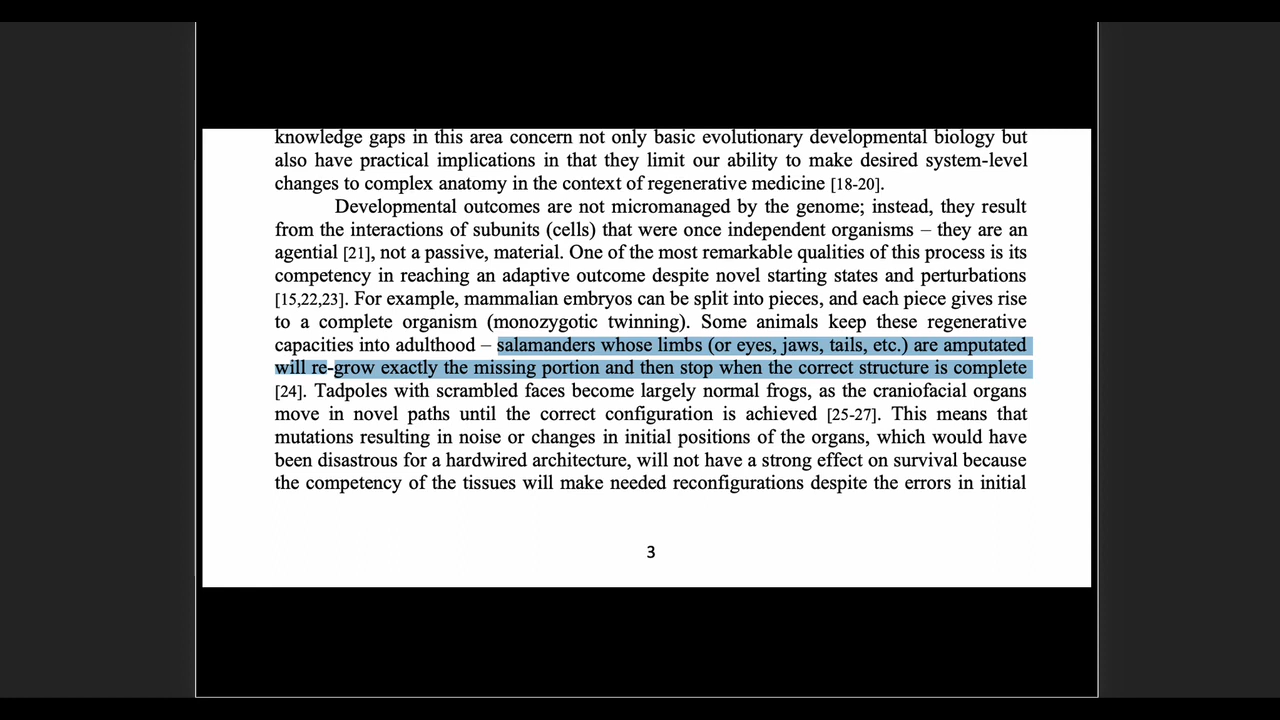 knowledge gaps in this area concern not only basic evolutionary developmental biology but
also have practical implications in that they limit our ability to make desired system-level
changes to complex anatomy in the context of regenerative medicine [18-20].
Developmental outcomes are not micromanaged by the genome; instead, they result
from the interactions of subunits (cells) that were once independent organisms – they are an
agential [21], not a passive, material. One of the most remarkable qualities of this process is its
competency in reaching an adaptive outcome despite novel starting states and perturbations
[15,22,23]. For example, mammalian embryos can be split into pieces, and each piece gives rise
to a complete organism (monozygotic twinning). Some animals keep these regenerative
capacities into adulthood – salamanders whose limbs (or eyes, jaws, tails, etc.) are amputated
will re-grow exactly the missing portion and then stop when the correct structure is complete
[24]. Tadpoles with scrambled faces become largely normal frogs, as the craniofacial organs
move in novel paths until the correct configuration is achieved [25-27]. This means that
mutations resulting in noise or changes in initial positions of the organs, which would have
been disastrous for a hardwired architecture, will not have a strong effect on survival because
the competency of the tissues will make needed reconfigurations despite the errors in initial
3